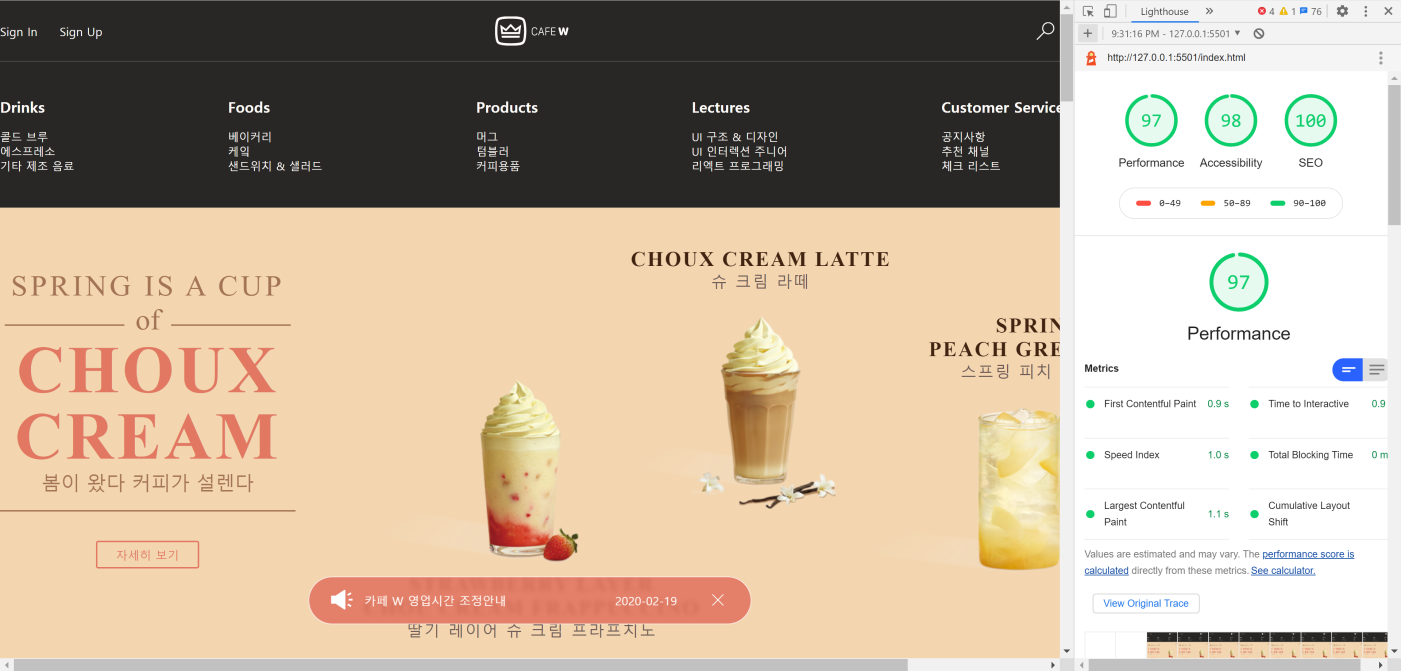 Sign In Sign Up
CAFE W
Drinks
콜드 브루
에스프레소
기타 제조 음료
Foods
베이커리
케잌
샌드위치 & 샐러드
Products
머그
텀블러
커피용품
Lectures
UI 구조 & 디자인
UI 인터렉션 주니어
리엑트 프로그래밍
Customer Service
공지사항
추천 채널
체크 리스트
SPRING IS A CUP
of
CHOUX
CREAM
봄이 왔다 커피가 설렌다
자세히 보기
CHOUX CREAM LATTE
슈 크림 라떼
SPRIN
PEACH GRE
스프링 피치
STRAWBERRY LAYER
CHOUX CREAM FRAPPUCCINO
딸기 레이어 슈 크림 프라프치노
카페 W 영업시간 조정안내 2020-02-19
Lighthouse 4 1 76
9:31:16 PM - 127.0.0.1:5501
http://127.0.0.1:5501/index.html
97 98 100
Performance Accessibility SEO
0–49 50–89 90–100
97
Performance
Metrics
First Contentful Paint 0.9 s
Time to Interactive 0.9
Speed Index 1.0 s
Total Blocking Time 0 m
Largest Contentful
Paint 1.1 s
Cumulative Layout
Shift
Values are estimated and may vary. The performance score is
calculated directly from these metrics. See calculator.
View Original Trace